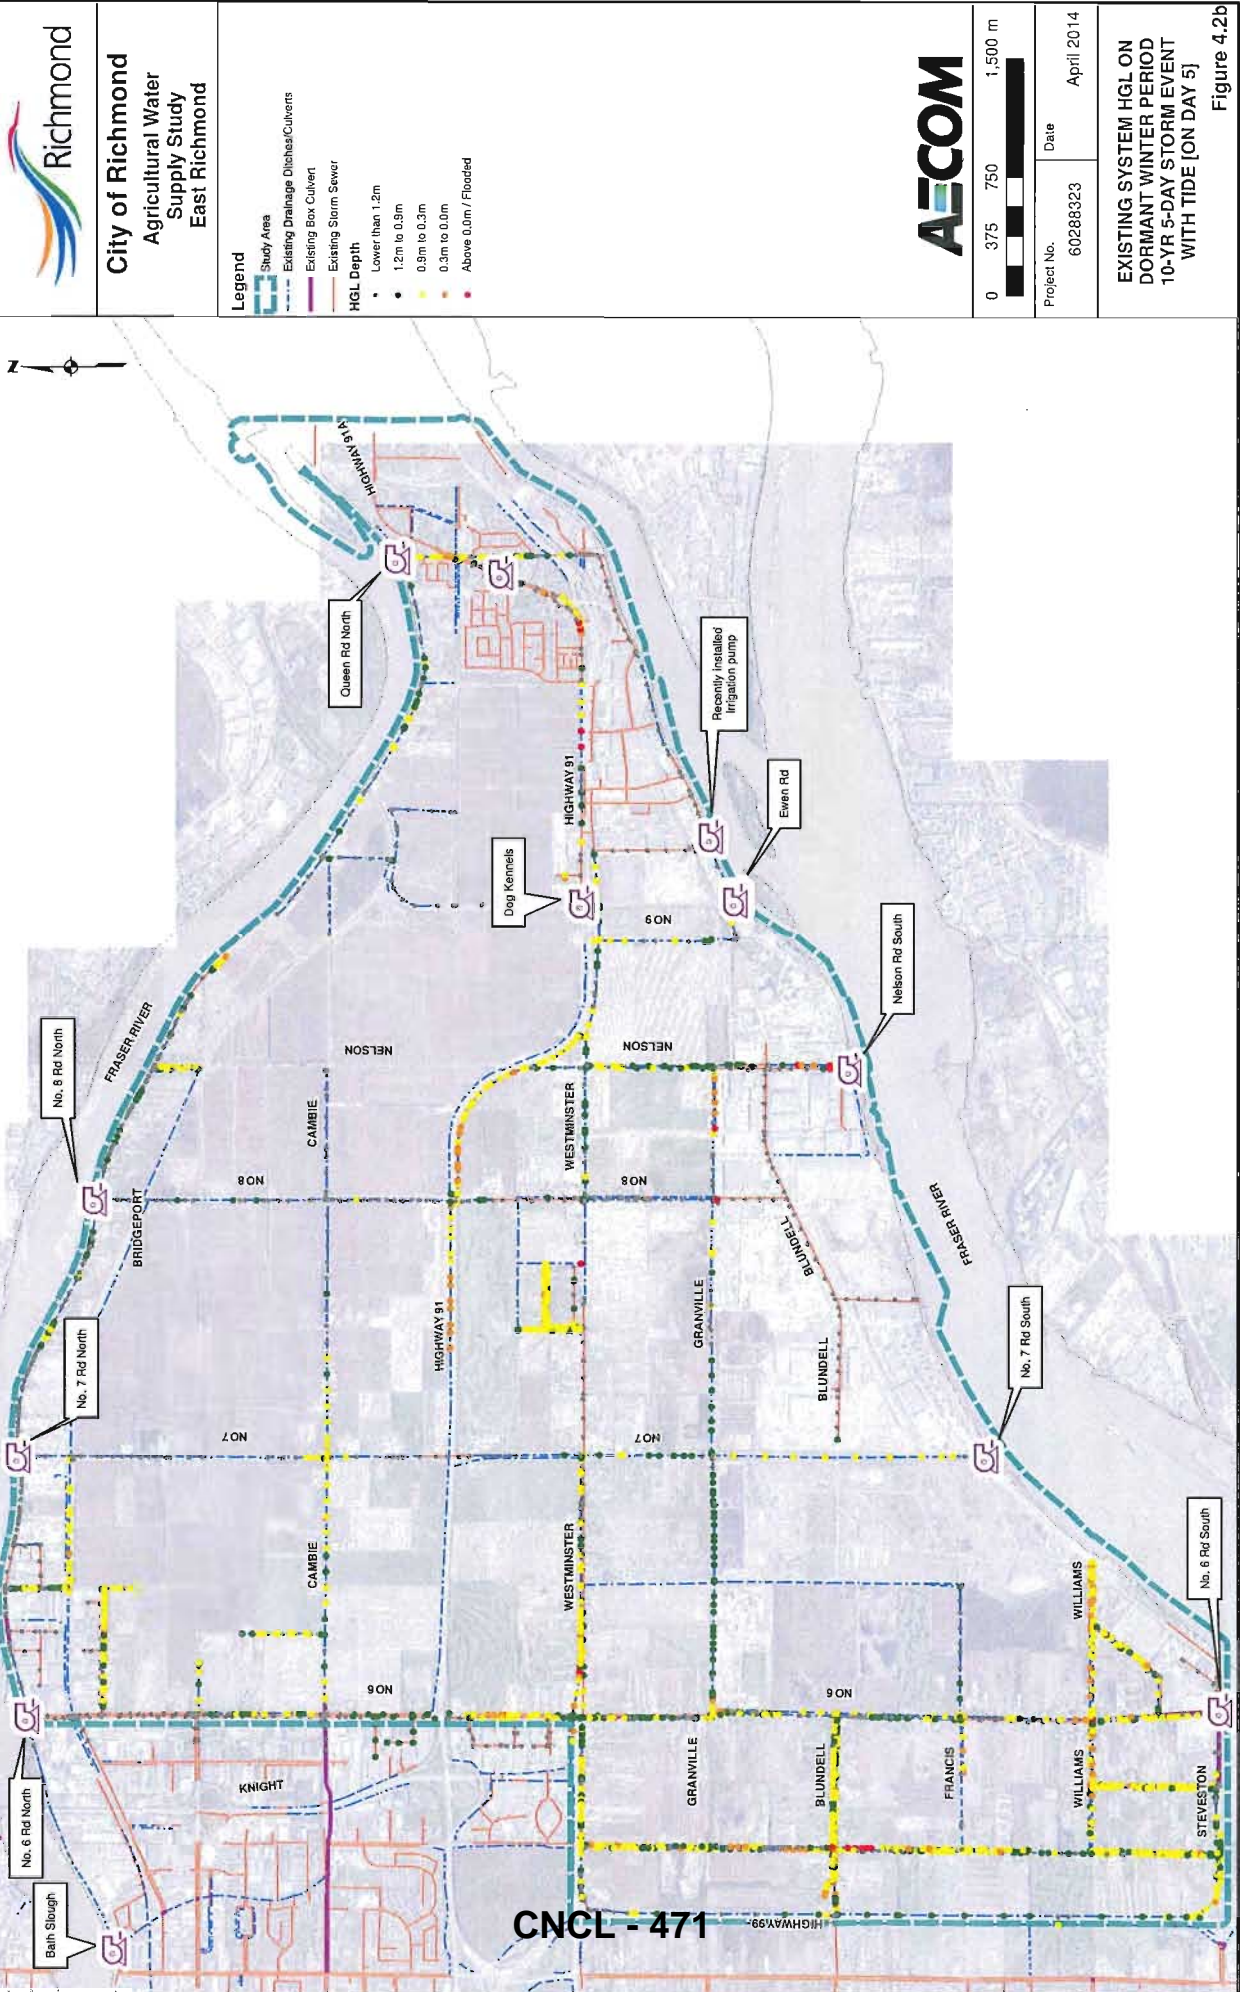 Richmond
City of Richmond
Agricultural Water
Supply Study
East Richmond
Legend
Study Area
Existing Drainage Ditches/Culverts
Existing Box Culvert
Existing Storm Sewer
HGL Depth
Lower than 1.2m
1.2m to 0.9m
0.9m to 0.3m
0.3m to 0.0m
Above 0.0m / Flooded
AECOM
0 375 750 1,500 m
Project No.
60288323
Date
April 2014
EXISTING SYSTEM HGL ON
DORMANT WINTER PERIOD
10-YR 5-DAY STORM EVENT
WITH TIDE [ON DAY 5]
Figure 4.2b
N
HIGHWAY 91A
Queen Rd North
Recently installed
Irrigation pump
HIGHWAY 91
Ewen Rd
Dog Kennels
NO 9
Nelson Rd South
FRASER RIVER
No. 8 Rd North
NELSON
NELSON
CAMBIE
WESTMINSTER
NO 8
NO 8
BRIDGEPORT
BLUNDELL
FRASER RIVER
HIGHWAY 91
GRANVILLE
BLUNDELL
No. 7 Rd North
No. 7 Rd South
NO 7
NO 7
CAMBIE
WESTMINSTER
WILLIAMS
No. 6 Rd South
NO 6
NO 6
KNIGHT
GRANVILLE
BLUNDELL
FRANCIS
WILLIAMS
STEVESTON
No. 6 Rd North
Bath Slough
HIGHWAY 99
CNCL - 471